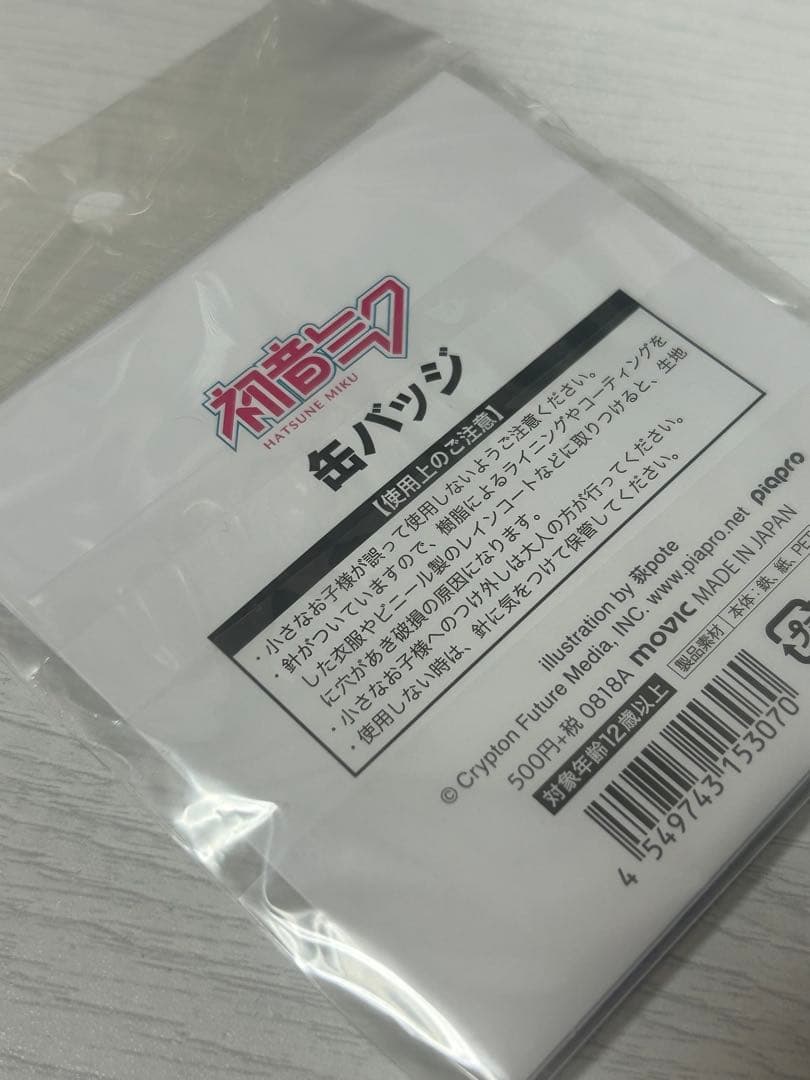 初音ミク
HATSUNE MIKU
缶バッジ
【使用上のご注意】
・小さなお子様が誤って使用しないようご注意ください。
・針がついていますので、樹脂によるライニングやコーティングを
した衣服やビニール製のレインコートなどに取りつけると、生地
に穴があき破損の原因になります。
・小さなお子様へのつけ外しは大人の方が行ってください。
・使用しない時は、針に気をつけて保管してください。
illustration by 荻pote
© Crypton Future Media, INC. www.piapro.net piapro
500円+税 0818A movic MADE IN JAPAN
対象年齢12歳以上 製品素材 本体：鉄、紙、PET
4 549743 153070